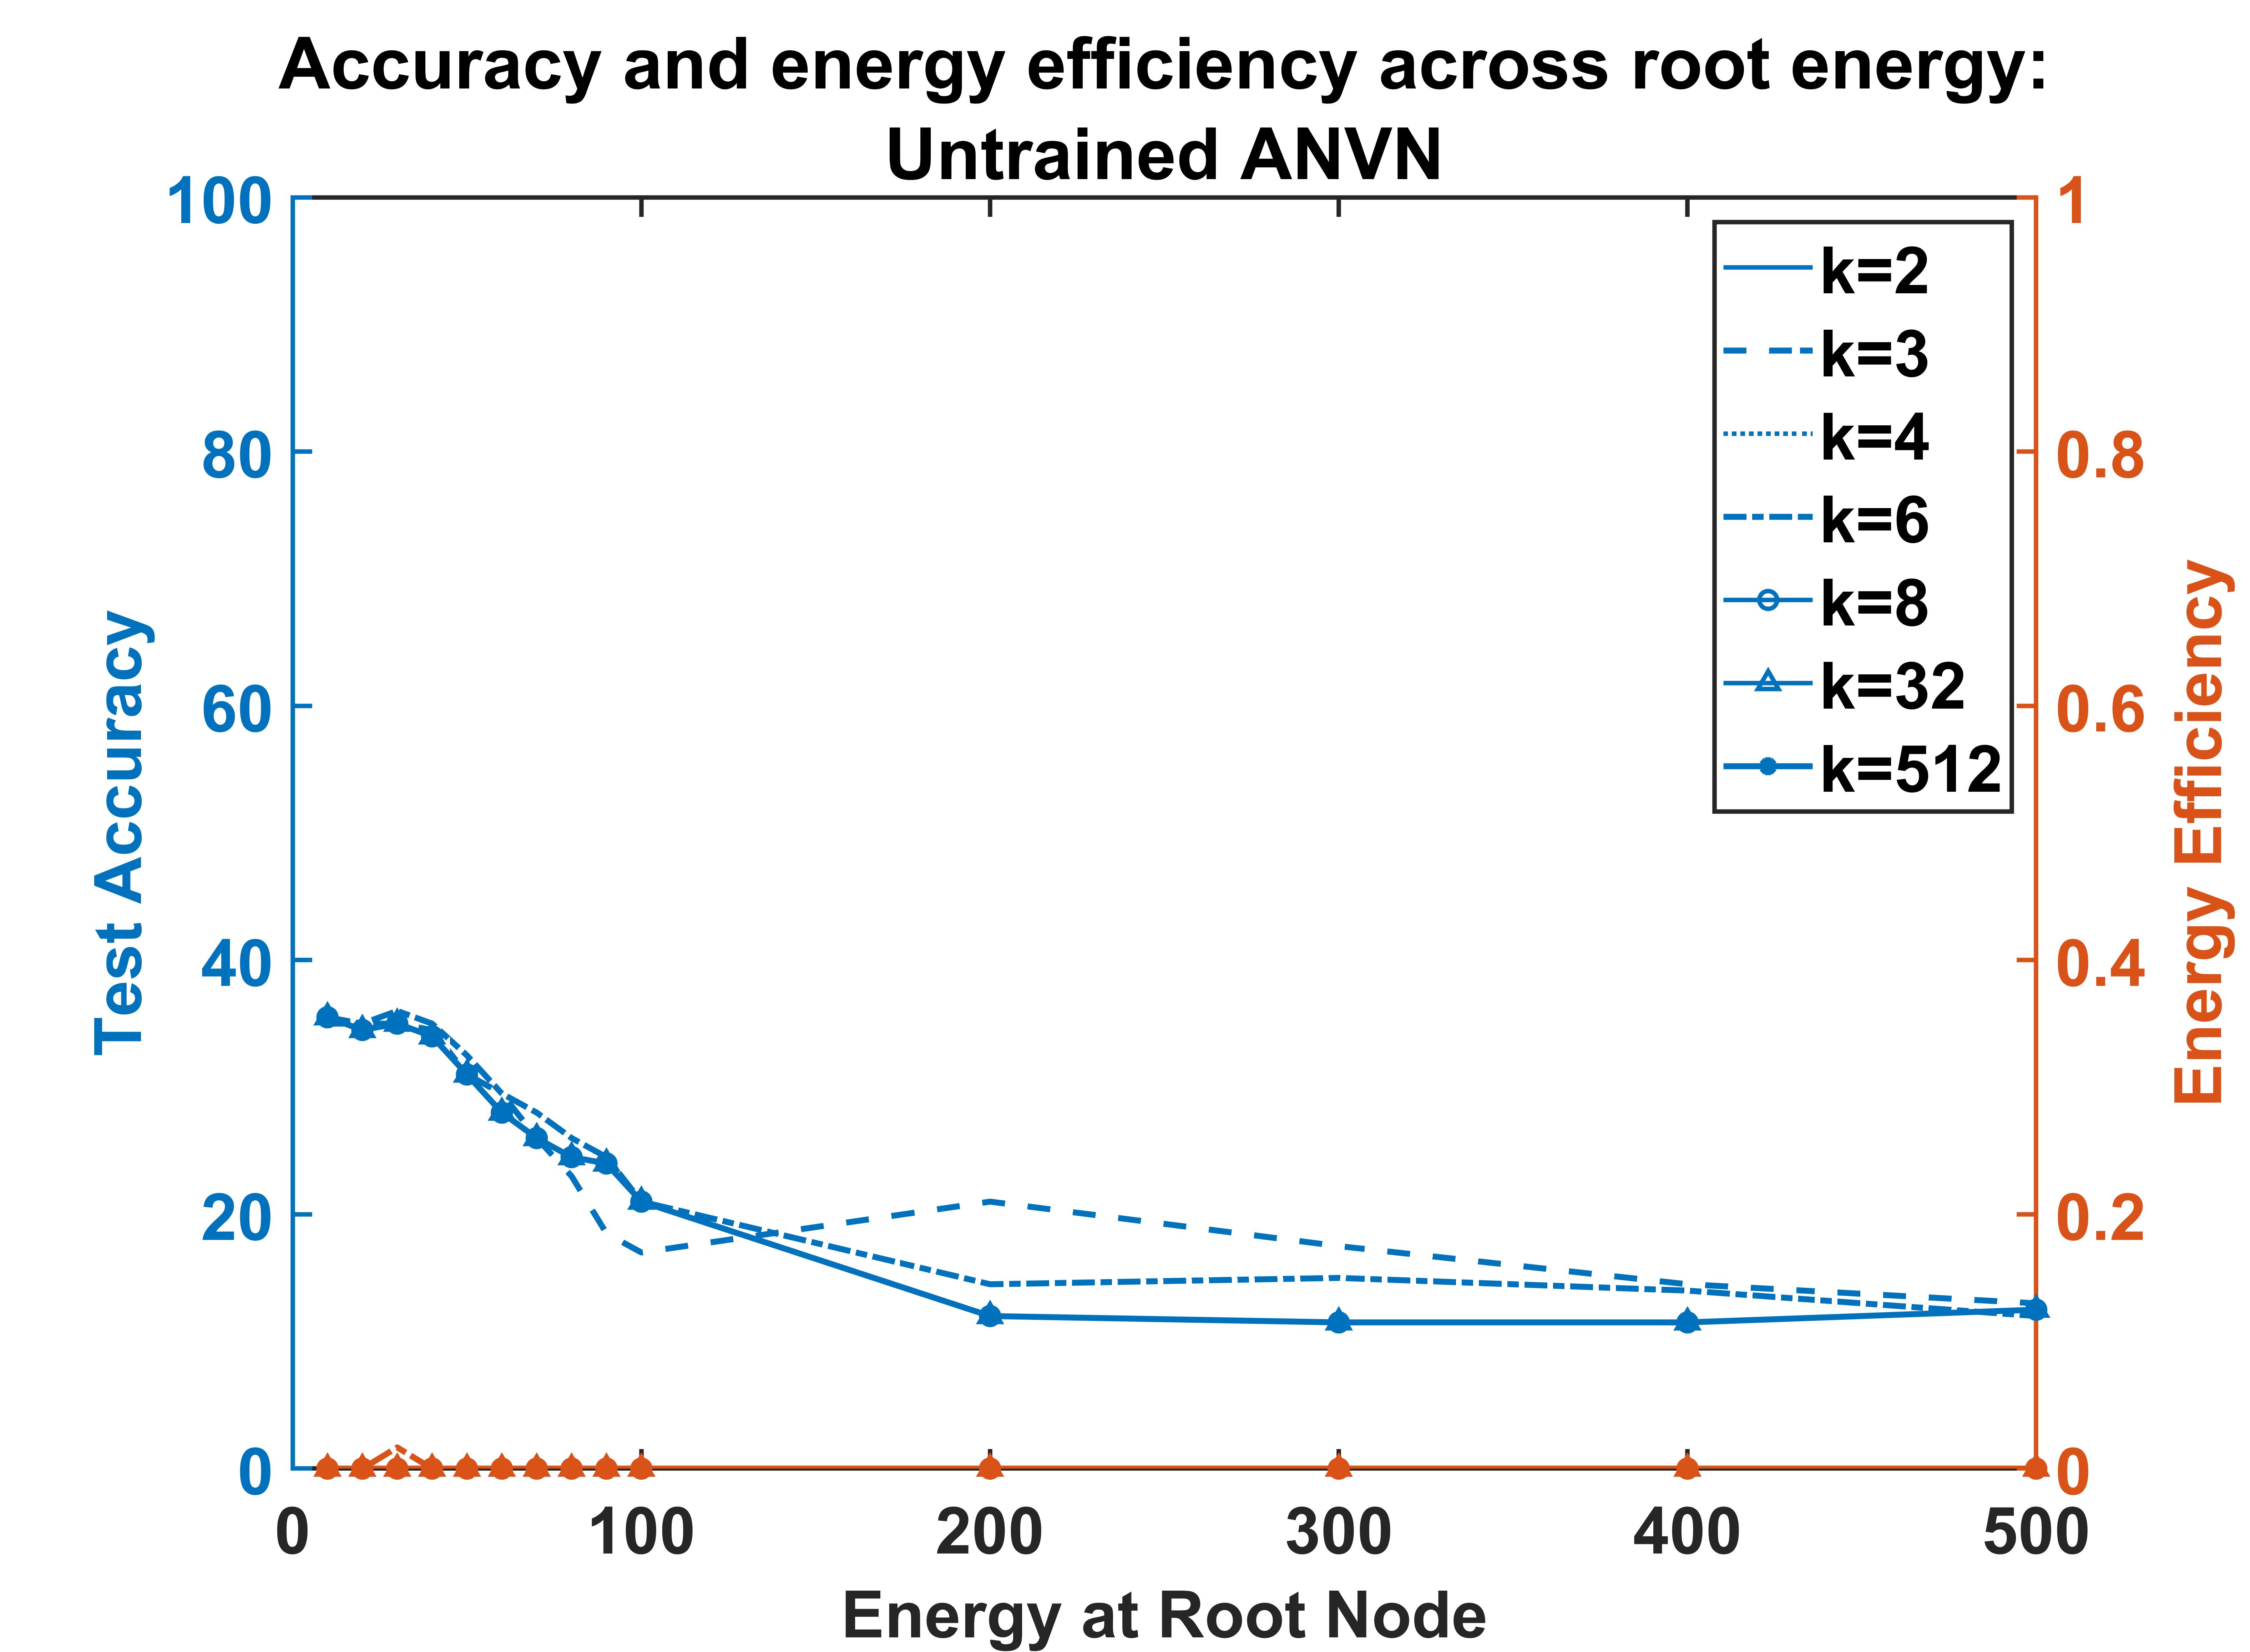 Accuracy and energy efficiency across root energy:
Untrained ANVN
100
80
60
40
20
0
Test Accuracy
1
0.8
0.6
0.4
0.2
0
Energy Efficiency
k=2
k=3
k=4
k=6
k=8
k=32
k=512
0 100 200 300 400 500
Energy at Root Node